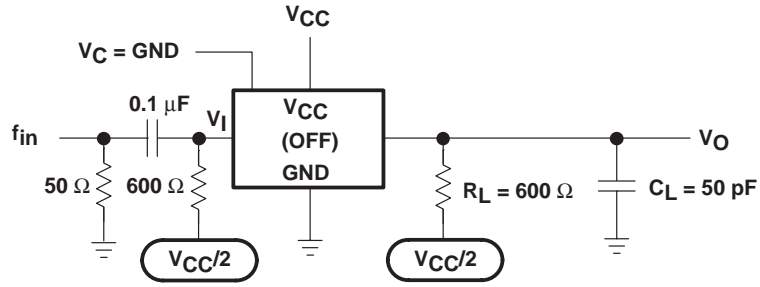 VCC
VC = GND
0.1 μF
VI
VCC
(OFF)
GND
fin
VO
50 Ω
600 Ω
RL = 600 Ω
CL = 50 pF
VCC/2
VCC/2